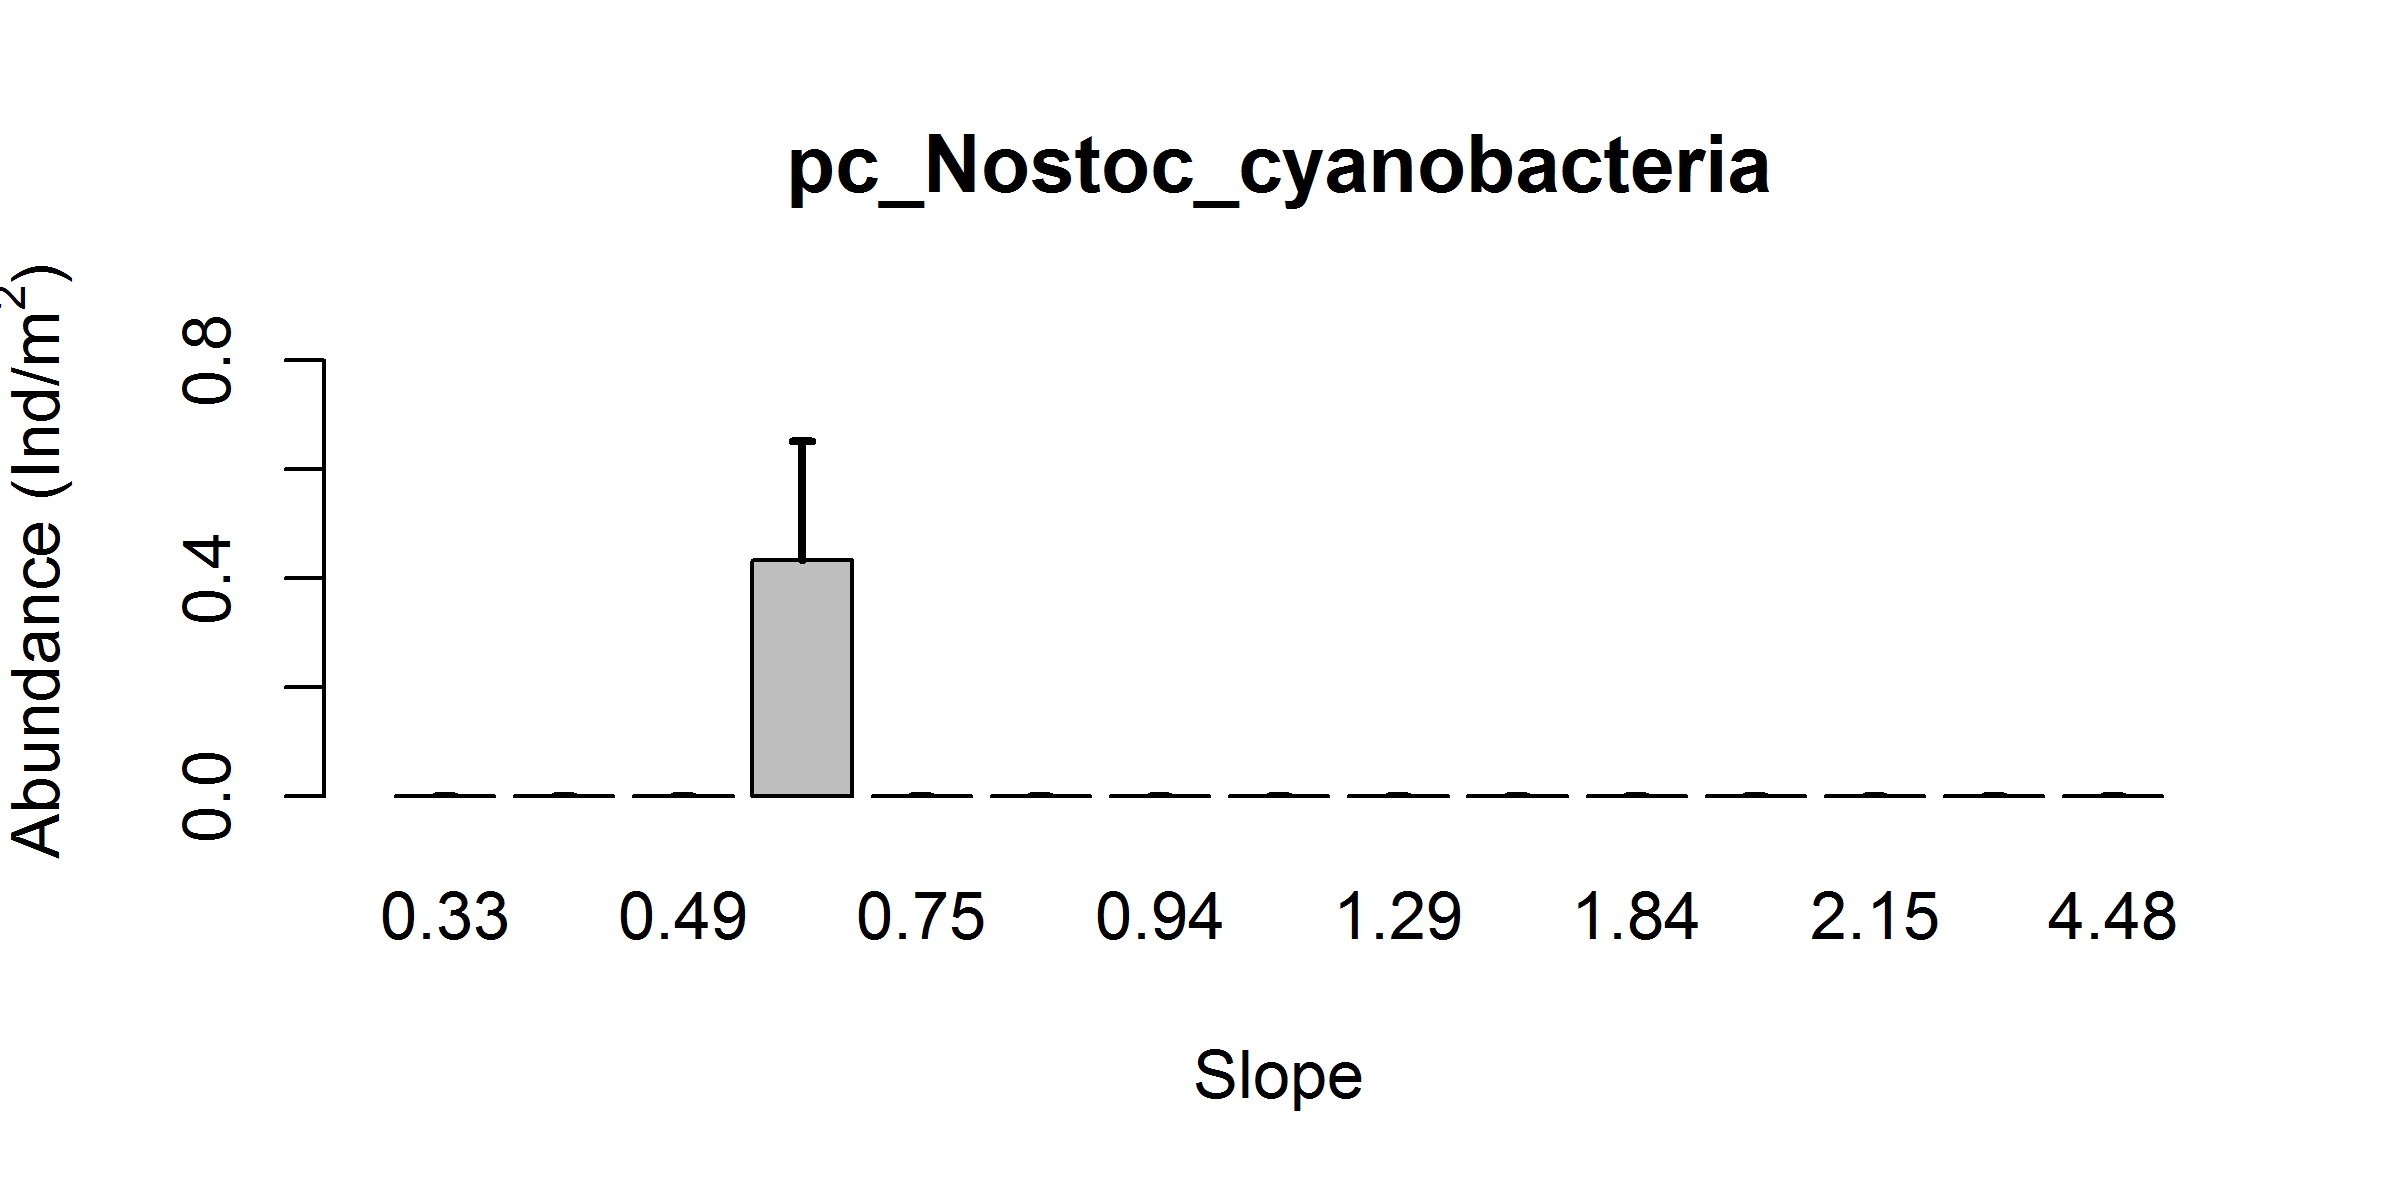 pc_Nostoc_cyanobacteria
Abundance (Ind/m²)
0.8
0.4
0.0
0.33 0.49 0.75 0.94 1.29 1.84 2.15 4.48
Slope